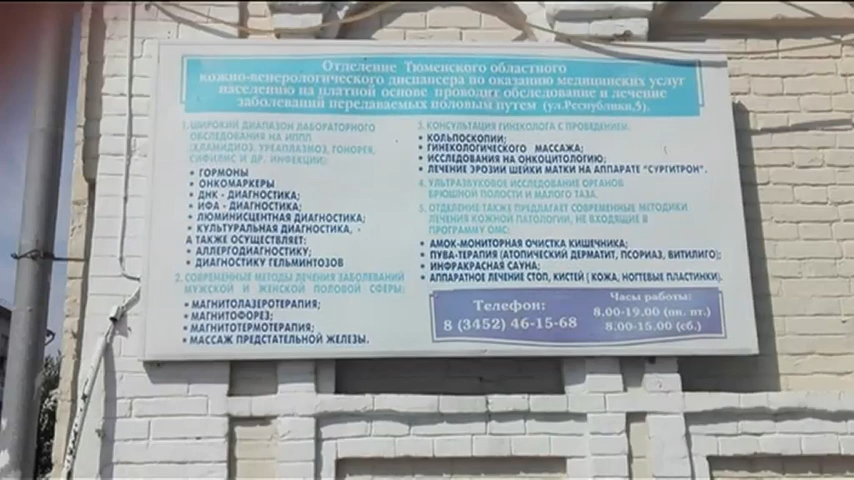 Отделение Тюменского областного
кожно-венерологического диспансера по оказанию медицинских услуг
населению на платной основе проводит обследование и лечение
заболеваний передаваемых половым путем (ул.Республики,5).
1. ШИРОКИЙ ДИАПАЗОН ЛАБОРАТОРНОГО
ОБСЛЕДОВАНИЯ НА ИППП
(ХЛАМИДИОЗ, УРЕАПЛАЗМОЗ, ГОНОРЕЯ,
СИФИЛИС И ДР. ИНФЕКЦИИ):
• ГОРМОНЫ
• ОНКОМАРКЕРЫ
• ДНК - ДИАГНОСТИКА;
• ИФА - ДИАГНОСТИКА;
• ЛЮМИНИСЦЕНТНАЯ ДИАГНОСТИКА;
• КУЛЬТУРАЛЬНАЯ ДИАГНОСТИКА, -
А ТАКЖЕ ОСУЩЕСТВЛЯЕТ:
• АЛЛЕРГОДИАГНОСТИКУ;
• ДИАГНОСТИКУ ГЕЛЬМИНТОЗОВ
2. СОВРЕМЕННЫЕ МЕТОДЫ ЛЕЧЕНИЯ ЗАБОЛЕВАНИЙ
МУЖСКОЙ И ЖЕНСКОЙ ПОЛОВОЙ СФЕРЫ:
• МАГНИТОЛАЗЕРОТЕРАПИЯ;
• МАГНИТОФОРЕЗ;
• МАГНИТОТЕРМОТЕРАПИЯ;
• МАССАЖ ПРЕДСТАТЕЛЬНОЙ ЖЕЛЕЗЫ.
3. КОНСУЛЬТАЦИЯ ГИНЕКОЛОГА С ПРОВЕДЕНИЕМ:
• КОЛЬПОСКОПИИ;
• ГИНЕКОЛОГИЧЕСКОГО МАССАЖА;
• ИССЛЕДОВАНИЯ НА ОНКОЦИТОЛОГИЮ;
• ЛЕЧЕНИЕ ЭРОЗИИ ШЕЙКИ МАТКИ НА АППАРАТЕ "СУРГИТРОН".
4. УЛЬТРАЗВУКОВОЕ ИССЛЕДОВАНИЕ ОРГАНОВ
БРЮШНОЙ ПОЛОСТИ И МАЛОГО ТАЗА.
5. ОТДЕЛЕНИЕ ТАКЖЕ ПРЕДЛАГАЕТ СОВРЕМЕННЫЕ МЕТОДИКИ
ЛЕЧЕНИЯ КОЖНОЙ ПАТОЛОГИИ, НЕ ВХОДЯЩИЕ В
ПРОГРАММУ ОМС:
• АМОК-МОНИТОРНАЯ ОЧИСТКА КИШЕЧНИКА;
• ПУВА-ТЕРАПИЯ (АТОПИЧЕСКИЙ ДЕРМАТИТ, ПСОРИАЗ, ВИТИЛИГО);
• ИНФРАКРАСНАЯ САУНА;
• АППАРАТНОЕ ЛЕЧЕНИЕ СТОП, КИСТЕЙ ( КОЖА, НОГТЕВЫЕ ПЛАСТИНКИ).
Телефон:
8 (3452) 46-15-68
Часы работы:
8.00-19.00 (пн. пт.)
8.00-15.00 (сб.)